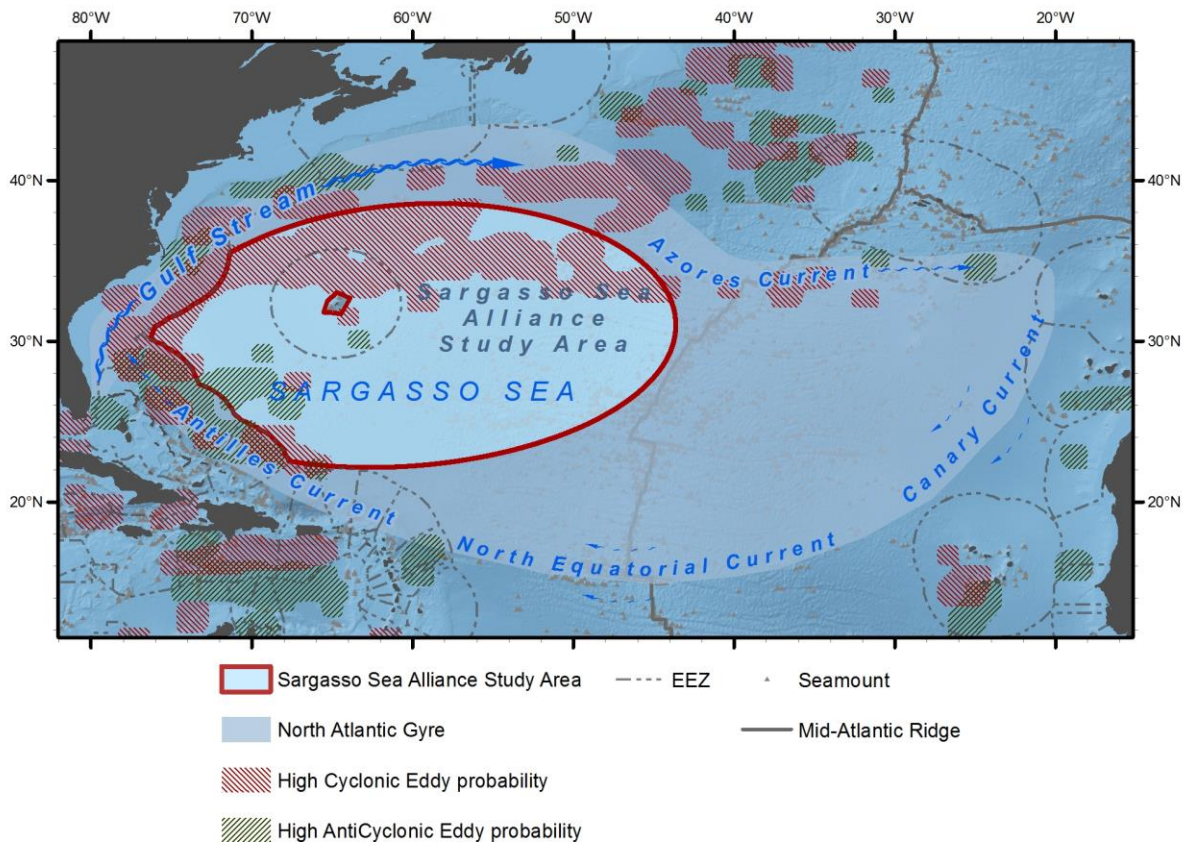 80°W 70°W 60°W 50°W 40°W 30°W 20°W
40°N 40°N
Gulf Stream
Azores Current
Sargasso Sea
Alliance
Study Area
30°N 30°N
SARGASSO SEA
Antilles Current
Canary Current
20°N 20°N
North Equatorial Current
80°W 70°W 60°W 50°W 40°W 30°W 20°W
Sargasso Sea Alliance Study Area EEZ Seamount
North Atlantic Gyre Mid-Atlantic Ridge
High Cyclonic Eddy probability
High AntiCyclonic Eddy probability